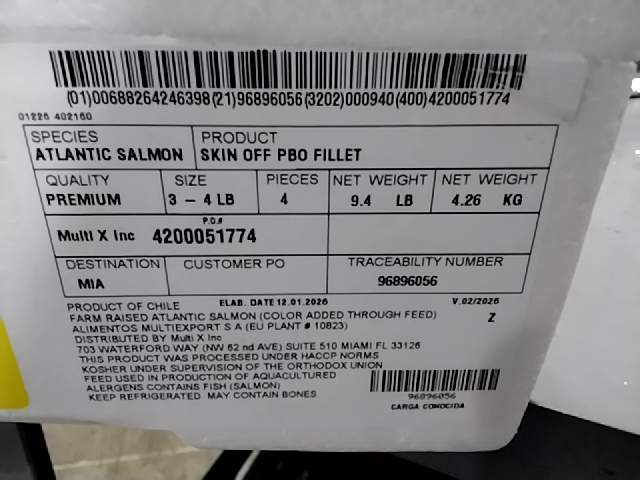 (01)00688264246398(21)96896056(3202)000940(400)4200051774
01226 402160
SPECIES PRODUCT
ATLANTIC SALMON SKIN OFF PBO FILLET
QUALITY SIZE PIECES NET WEIGHT NET WEIGHT
PREMIUM 3 - 4 LB 4 9.4 LB 4.26 KG
P.O.#
Multi X Inc 4200051774
DESTINATION CUSTOMER PO TRACEABILITY NUMBER
MIA 96896056
PRODUCT OF CHILE ELAB. DATE 12.01.2026 V.02/2026
FARM RAISED ATLANTIC SALMON (COLOR ADDED THROUGH FEED) Z
ALIMENTOS MULTIEXPORT S A (EU PLANT # 10823)
DISTRIBUTED BY Multi X Inc
703 WATERFORD WAY (NW 62 nd AVE) SUITE 510 MIAMI FL 33126
THIS PRODUCT WAS PROCESSED UNDER HACCP NORMS
KOSHER UNDER SUPERVISION OF THE ORTHODOX UNION
FEED USED IN PRODUCTION OF AQUACULTURED
ALERGENS CONTAINS FISH (SALMON)
KEEP REFRIGERATED MAY CONTAIN BONES
96896056
CARGA CONOCIDA